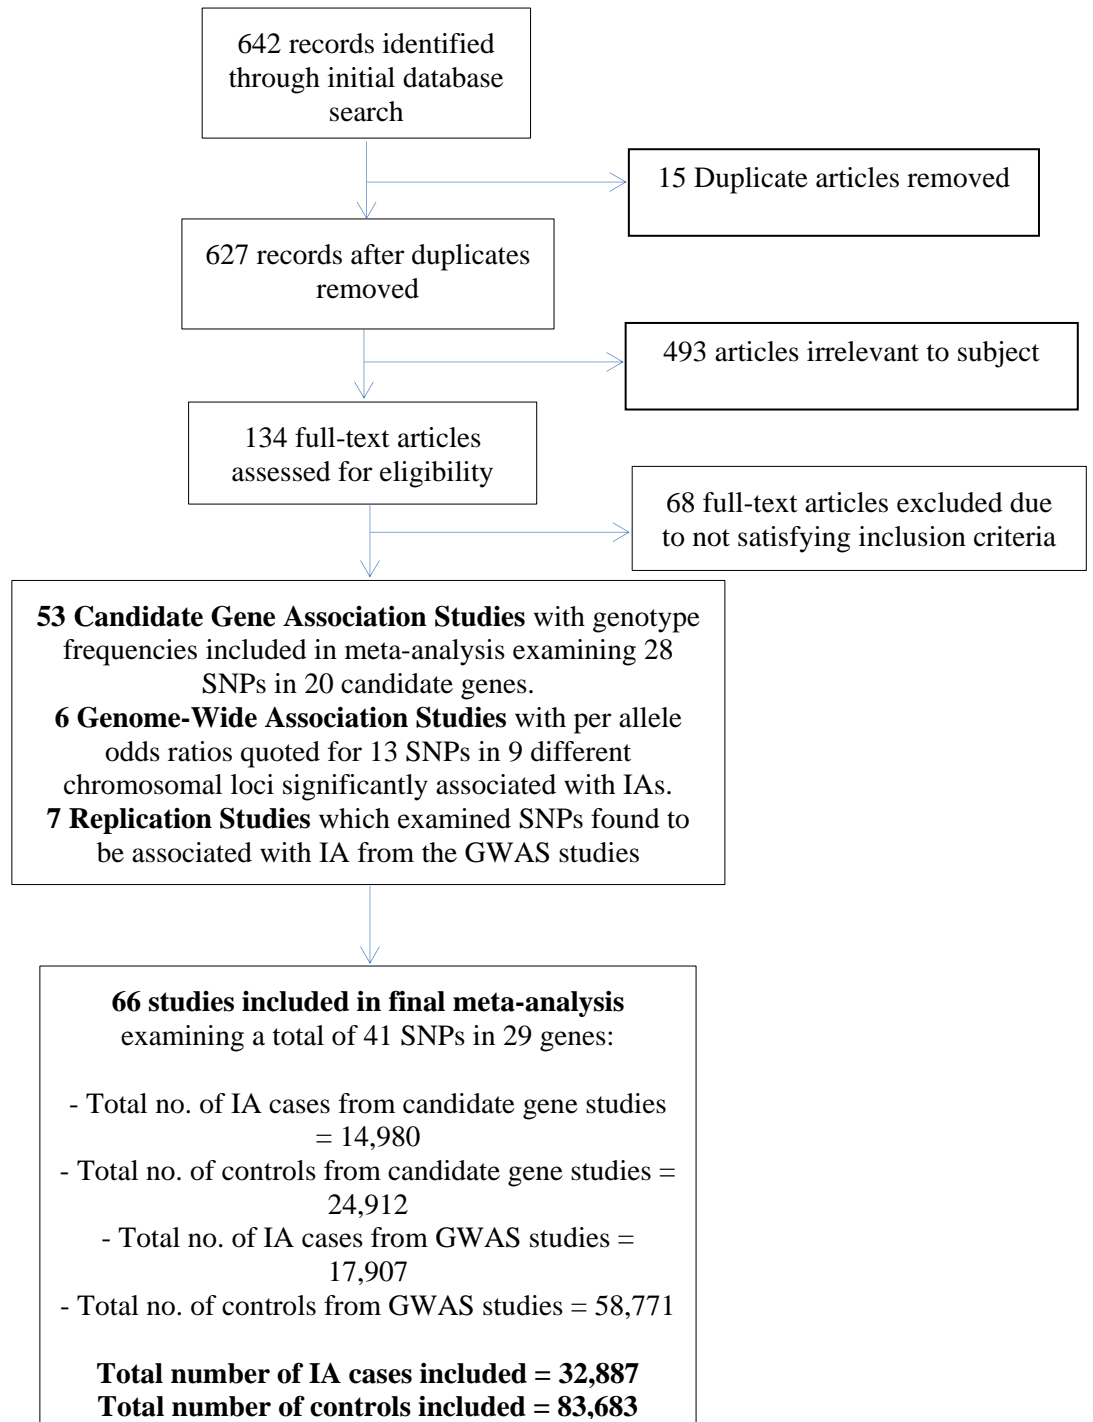 642 records identified
through initial database
search
15 Duplicate articles removed
627 records after duplicates
removed
493 articles irrelevant to subject
134 full-text articles
assessed for eligibility
68 full-text articles excluded due
to not satisfying inclusion criteria
53 Candidate Gene Association Studies with genotype
frequencies included in meta-analysis examining 28
SNPs in 20 candidate genes.
6 Genome-Wide Association Studies with per allele
odds ratios quoted for 13 SNPs in 9 different
chromosomal loci significantly associated with IAs.
7 Replication Studies which examined SNPs found to
be associated with IA from the GWAS studies
66 studies included in final meta-analysis
examining a total of 41 SNPs in 29 genes:
- Total no. of IA cases from candidate gene studies
= 14,980
- Total no. of controls from candidate gene studies =
24,912
- Total no. of IA cases from GWAS studies =
17,907
- Total no. of controls from GWAS studies = 58,771
Total number of IA cases included = 32,887
Total number of controls included = 83,683